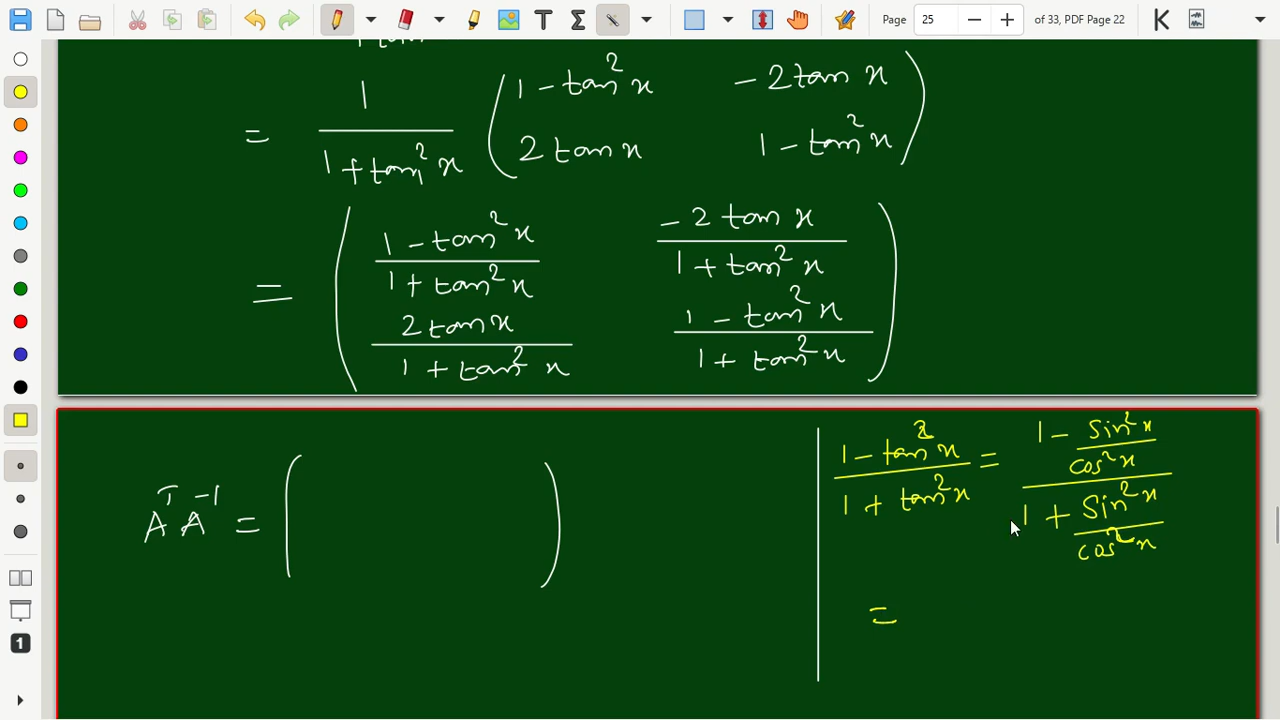 Page 25 of 33, PDF Page 22
= 1 / (1 + tan²x) ( 1 - tan²x   - 2 tan x
2 tan x   1 - tan²x )
= ( (1 - tan²x) / (1 + tan²x)   (- 2 tan x) / (1 + tan²x)
(2 tan x) / (1 + tan²x)   (1 - tan²x) / (1 + tan²x) )
AᵀA⁻¹ = (   )
(1 - tan²x) / (1 + tan²x) = (1 - Sin²x / cos²x) / (1 + Sin²x / cos²x)
=